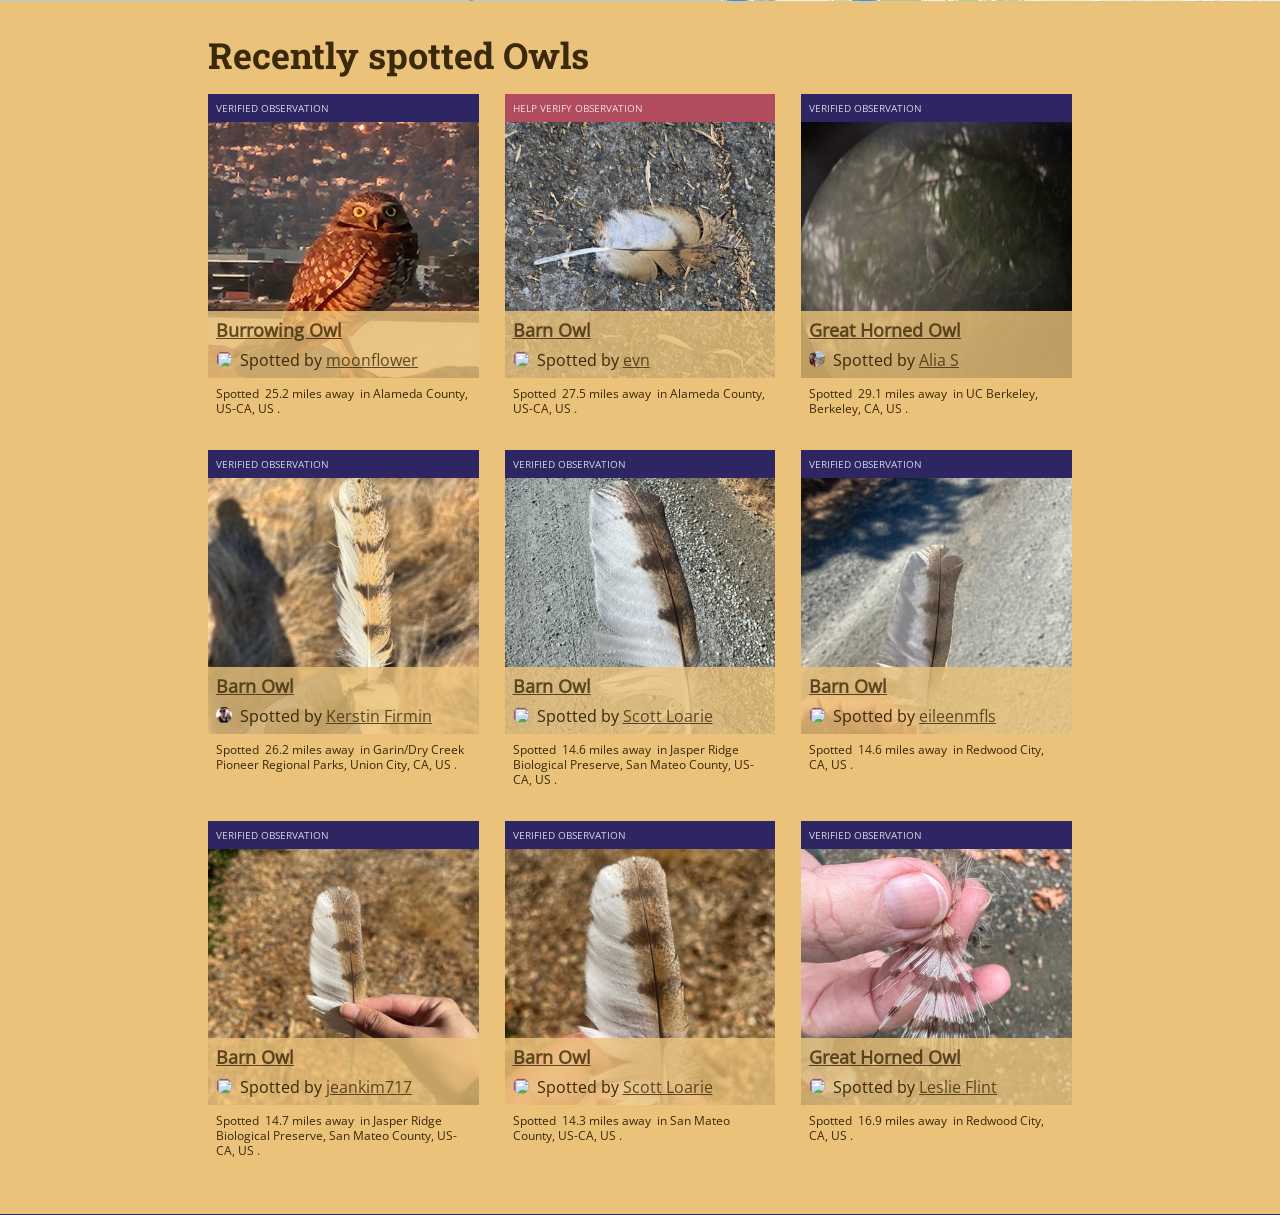 Recently spotted Owls
VERIFIED OBSERVATION
Burrowing Owl
Spotted by moonflower
Spotted 25.2 miles away in Alameda County,
US-CA, US .
HELP VERIFY OBSERVATION
Barn Owl
Spotted by evn
Spotted 27.5 miles away in Alameda County,
US-CA, US .
VERIFIED OBSERVATION
Great Horned Owl
Spotted by Alia S
Spotted 29.1 miles away in UC Berkeley,
Berkeley, CA, US .
VERIFIED OBSERVATION
Barn Owl
Spotted by Kerstin Firmin
Spotted 26.2 miles away in Garin/Dry Creek
Pioneer Regional Parks, Union City, CA, US .
VERIFIED OBSERVATION
Barn Owl
Spotted by Scott Loarie
Spotted 14.6 miles away in Jasper Ridge
Biological Preserve, San Mateo County, US-
CA, US .
VERIFIED OBSERVATION
Barn Owl
Spotted by eileenmfls
Spotted 14.6 miles away in Redwood City,
CA, US .
VERIFIED OBSERVATION
Barn Owl
Spotted by jeankim717
Spotted 14.7 miles away in Jasper Ridge
Biological Preserve, San Mateo County, US-
CA, US .
VERIFIED OBSERVATION
Barn Owl
Spotted by Scott Loarie
Spotted 14.3 miles away in San Mateo
County, US-CA, US .
VERIFIED OBSERVATION
Great Horned Owl
Spotted by Leslie Flint
Spotted 16.9 miles away in Redwood City,
CA, US .